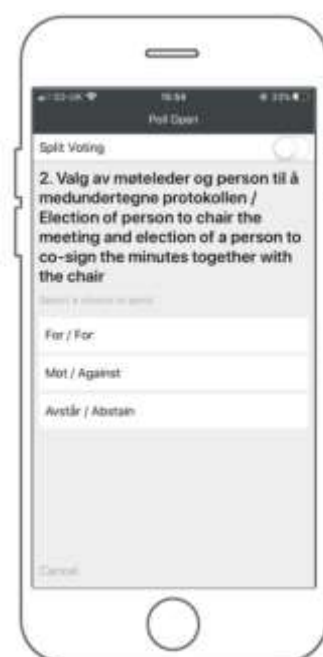 Poll Open
Split Voting
2. Valg av møteleder og person til å
medundertegne protokollen /
Election of person to chair the
meeting and election of a person to
co-sign the minutes together with
the chair
For / For
Mot / Against
Avstår / Abstain
Cancel